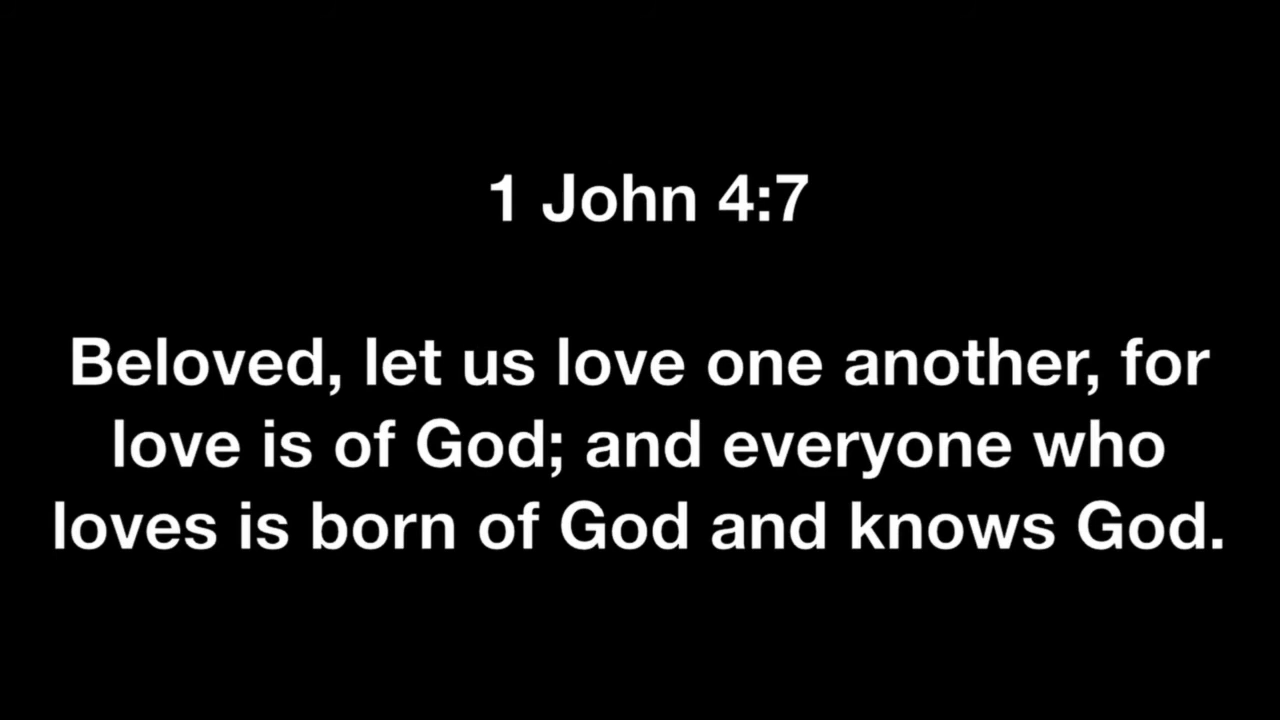 1 John 4:7
Beloved, let us love one another, for
love is of God; and everyone who
loves is born of God and knows God.